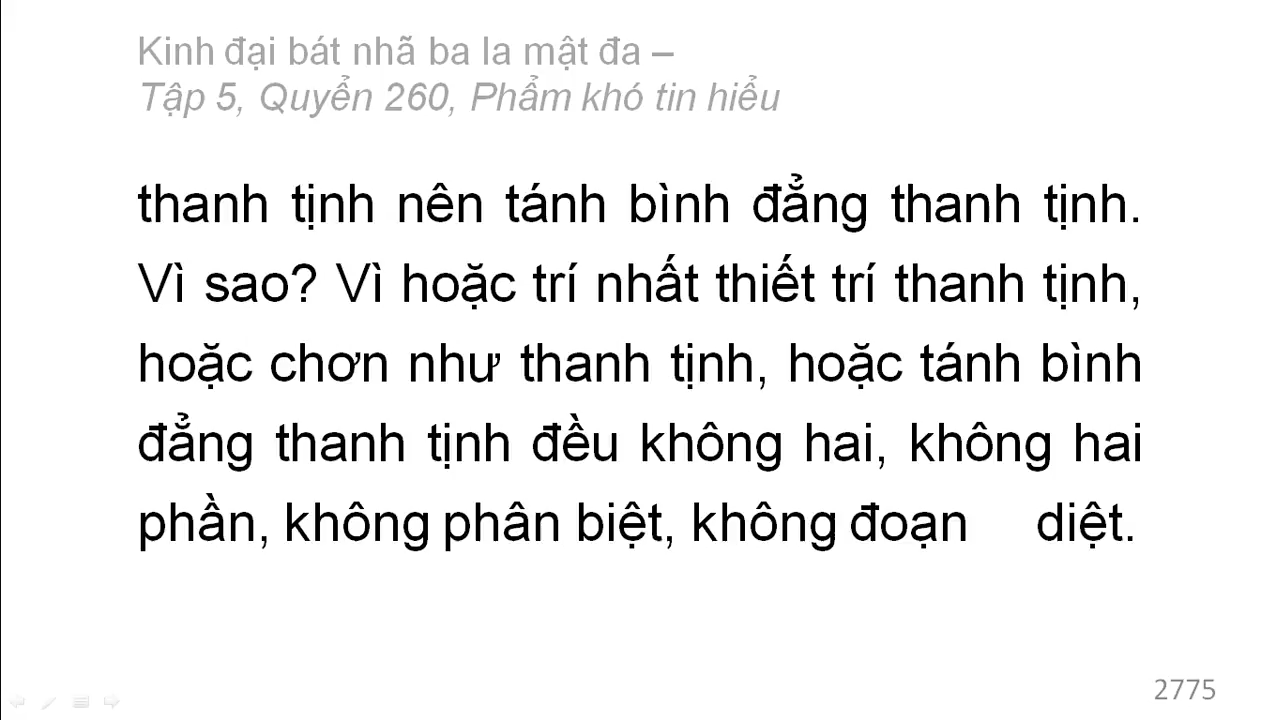 Kinh đại bát nhã ba la mật đa –
Tập 5, Quyển 260, Phẩm khó tin hiểu
thanh tịnh nên tánh bình đẳng thanh tịnh.
Vì sao? Vì hoặc trí nhất thiết trí thanh tịnh,
hoặc chơn như thanh tịnh, hoặc tánh bình
đẳng thanh tịnh đều không hai, không hai
phần, không phân biệt, không đoạn diệt.
2775